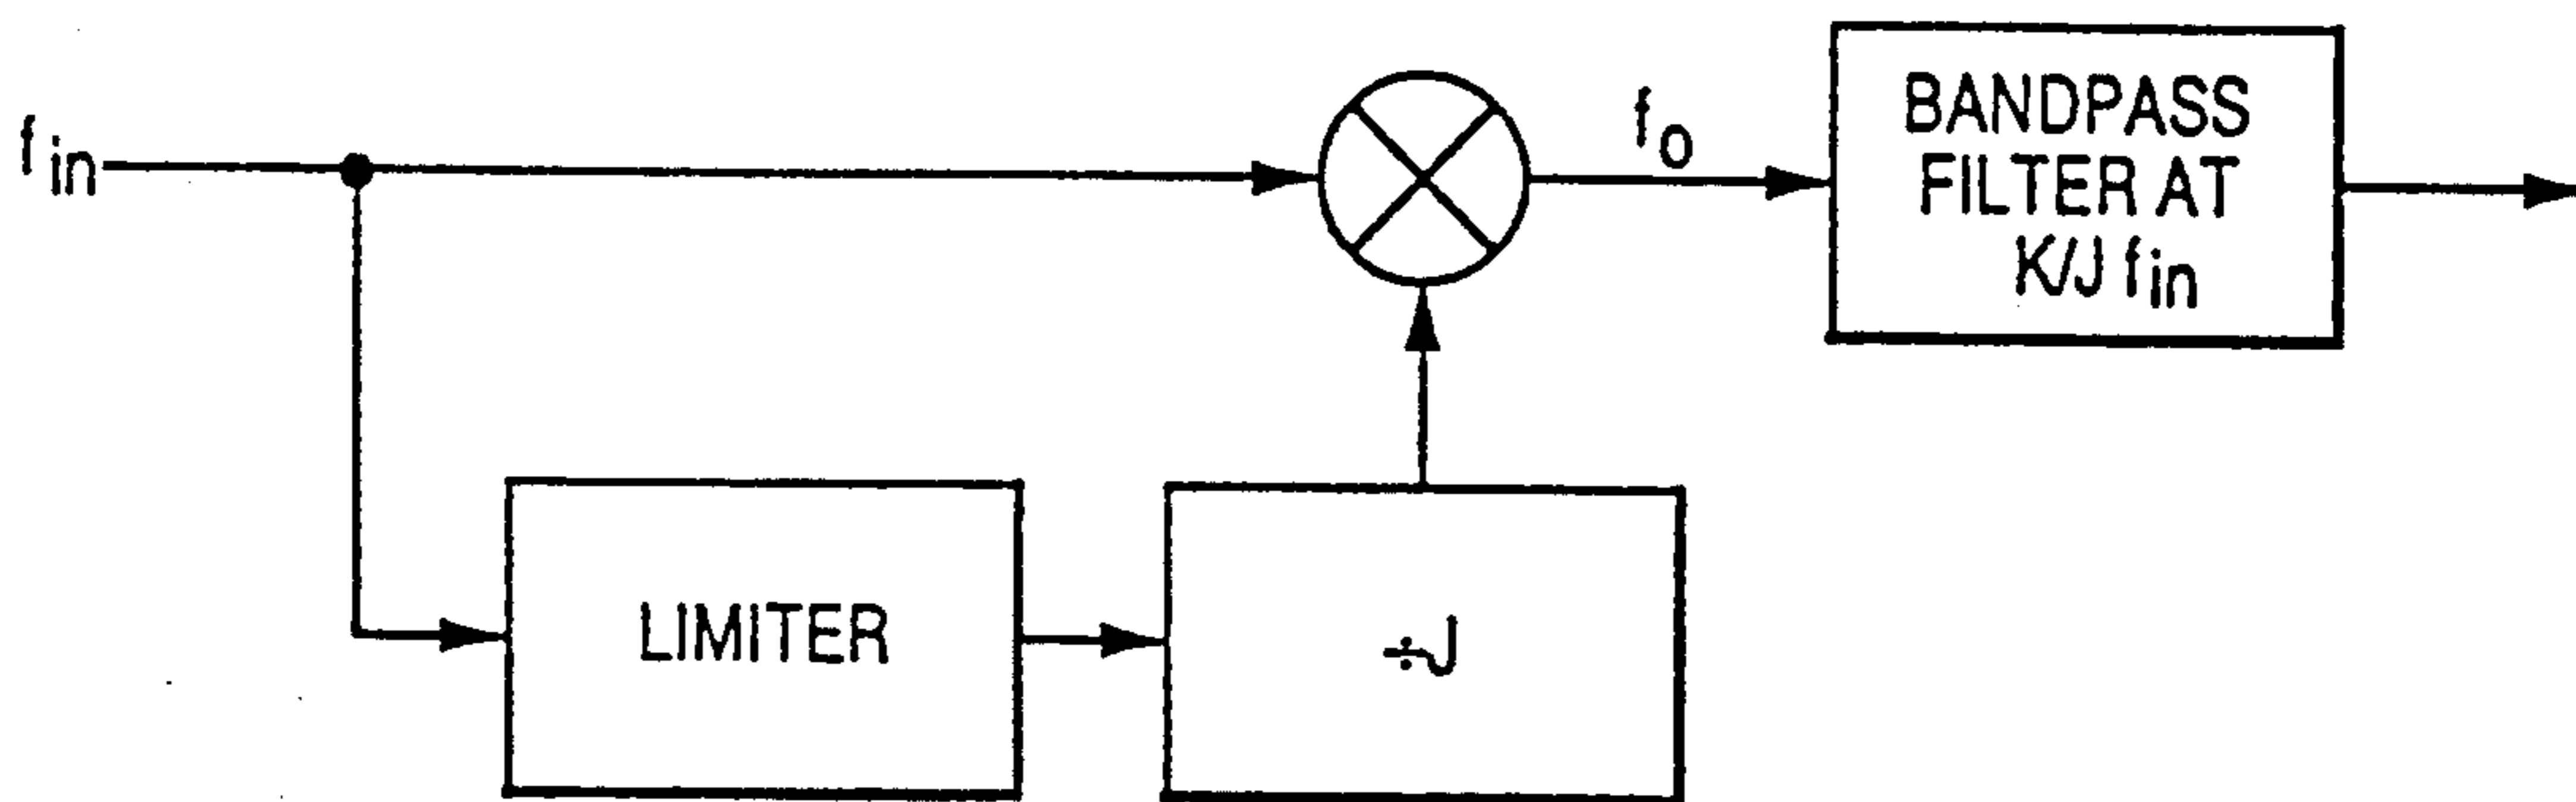 f in
f o
BANDPASS
FILTER AT
K/J f in
LIMITER
÷J